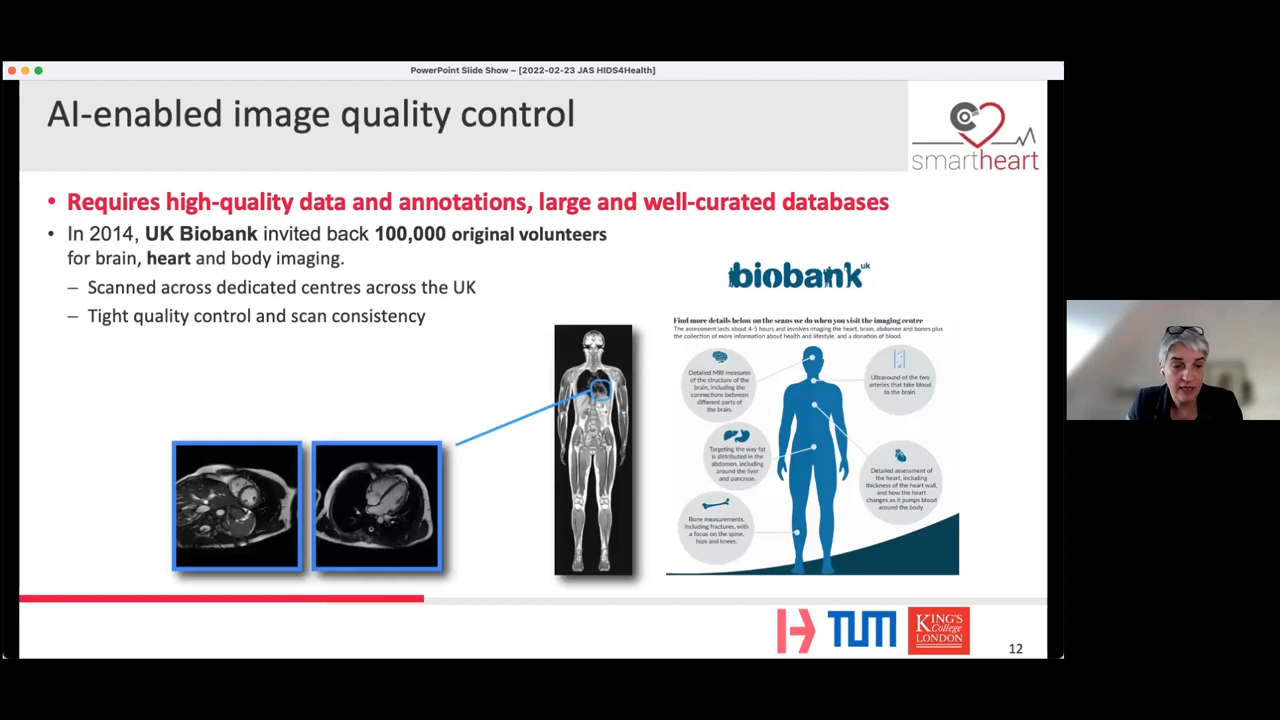 PowerPoint Slide Show – [2022-02-23 JAS HIDS4Health]
AI-enabled image quality control
smartheart
• Requires high-quality data and annotations, large and well-curated databases
• In 2014, UK Biobank invited back 100,000 original volunteers
for brain, heart and body imaging.
– Scanned across dedicated centres across the UK
– Tight quality control and scan consistency
biobank uk
Find more details below on the scans we do when you visit the imaging centre
The assessment lasts about 4-5 hours and involves imaging the heart, brain, abdomen and bones plus
the collection of more information about health and lifestyle, and a donation of blood.
Detailed MRI measures
of the structure of the
brain, including the
connections between
different parts of
the brain.
Ultrasound of the two
arteries that take blood
to the brain.
Targeting the way fat
is distributed in the
abdomen, including
around the liver
and pancreas.
Detailed assessment of
the heart, including
thickness of the heart wall,
and how the heart
changes as it pumps blood
around the body
Bone measurements,
including fractures, with
a focus on the spine,
hips and knees.
TUM
KING'S
College
LONDON
12